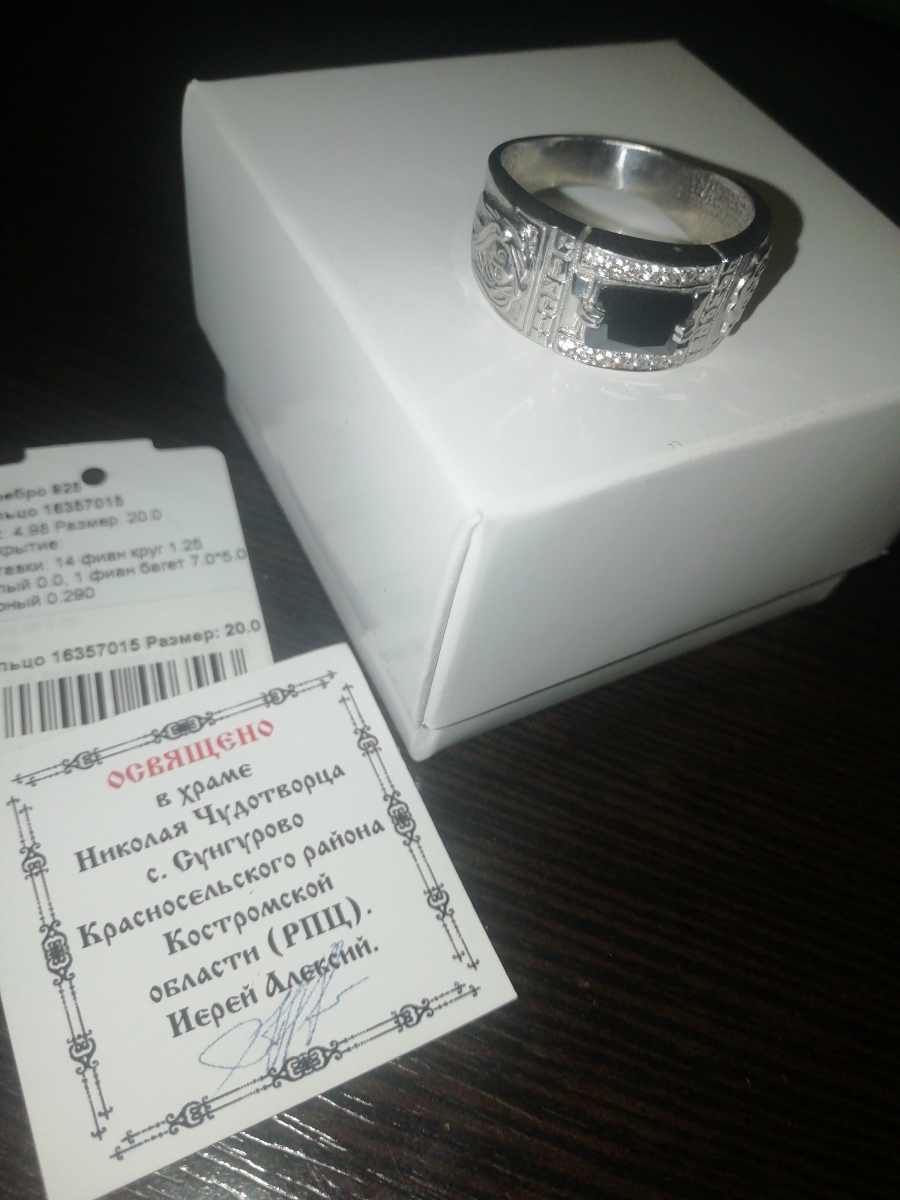 ребро 925
льцо 16357015
с: 4.98 Размер: 20.0
крытие:
тавки: 14 фиан круг 1.25
лый 0.0, 1 фиан багет 7.0*5.0
рный 0.290
льцо 16357015 Размер: 20.0
ОСВЯЩЕНО
в храме
Николая Чудотворца
с. Сунгурово
Красносельского района
Костромской
области (РПЦ).
Иерей Алексий.